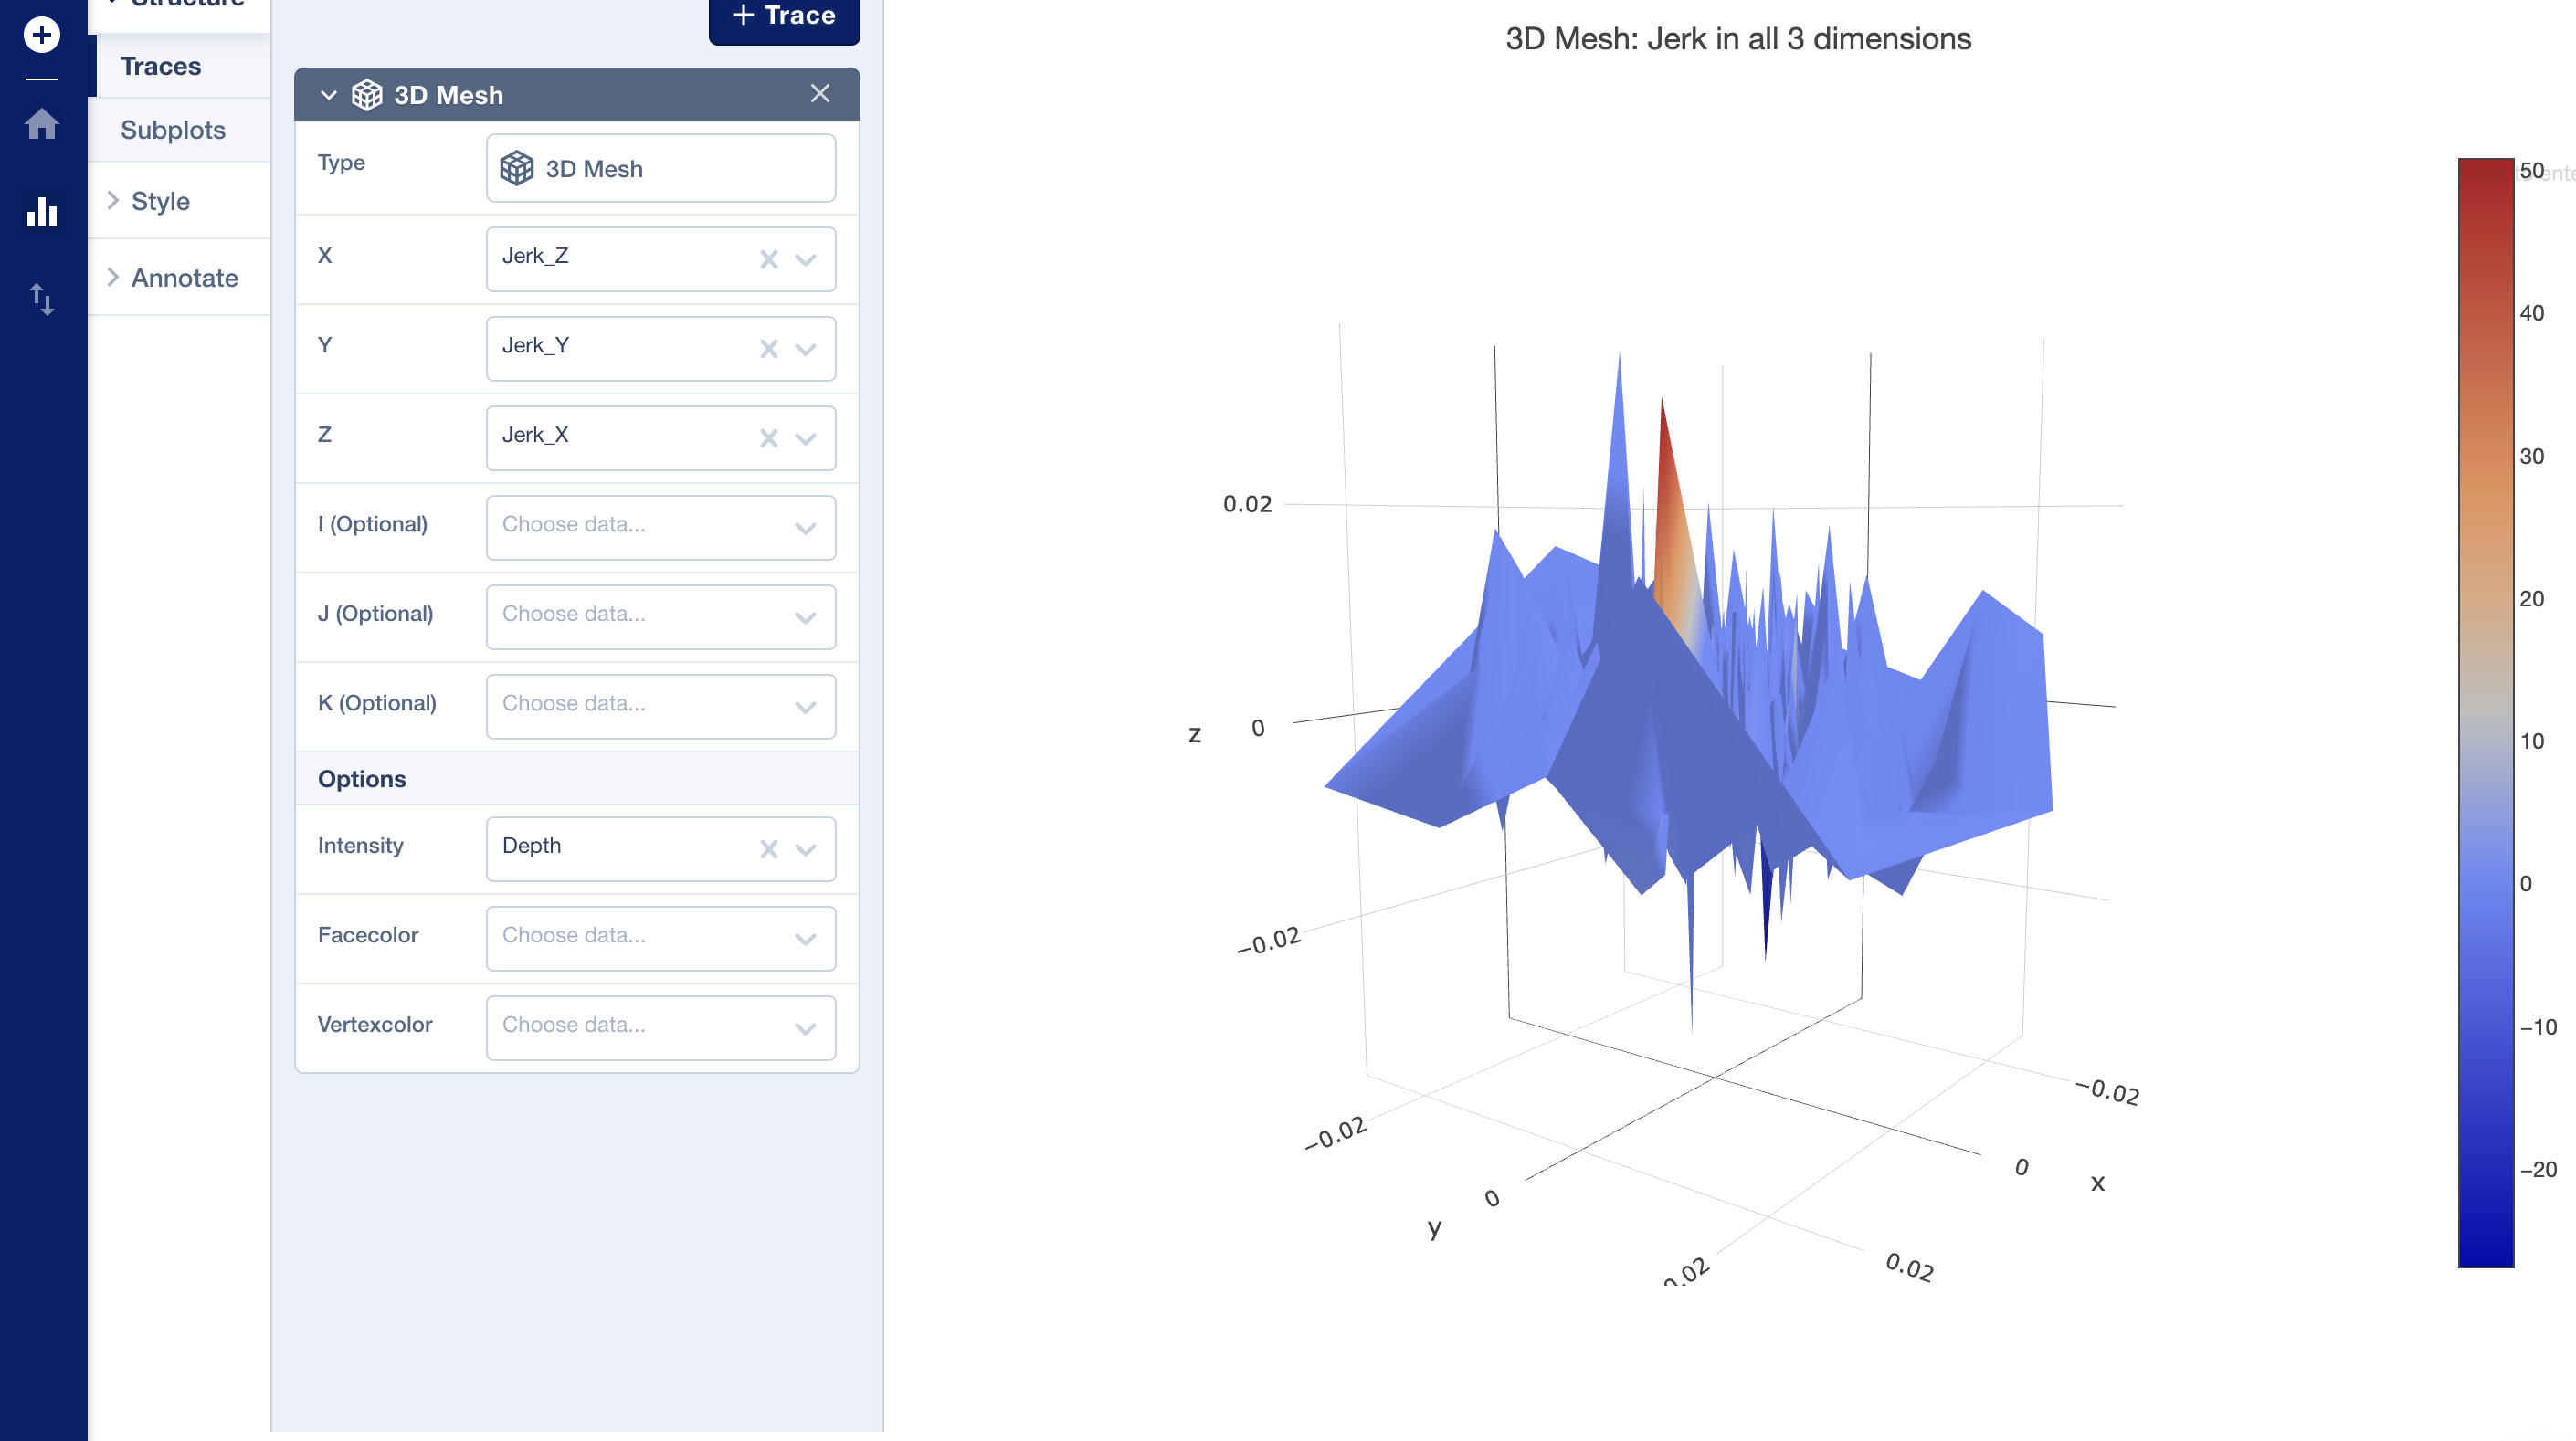 Structure
Traces
Subplots
Style
Annotate
+ Trace
3D Mesh
Type
3D Mesh
X
Jerk_Z
Y
Jerk_Y
Z
Jerk_X
I (Optional)
Choose data...
J (Optional)
Choose data...
K (Optional)
Choose data...
Options
Intensity
Depth
Facecolor
Choose data...
Vertexcolor
Choose data...
3D Mesh: Jerk in all 3 dimensions
0.02
z
0
−0.02
−0.02
0
y
0.02
0.02
0
x
−0.02
50
40
30
20
10
0
−10
−20